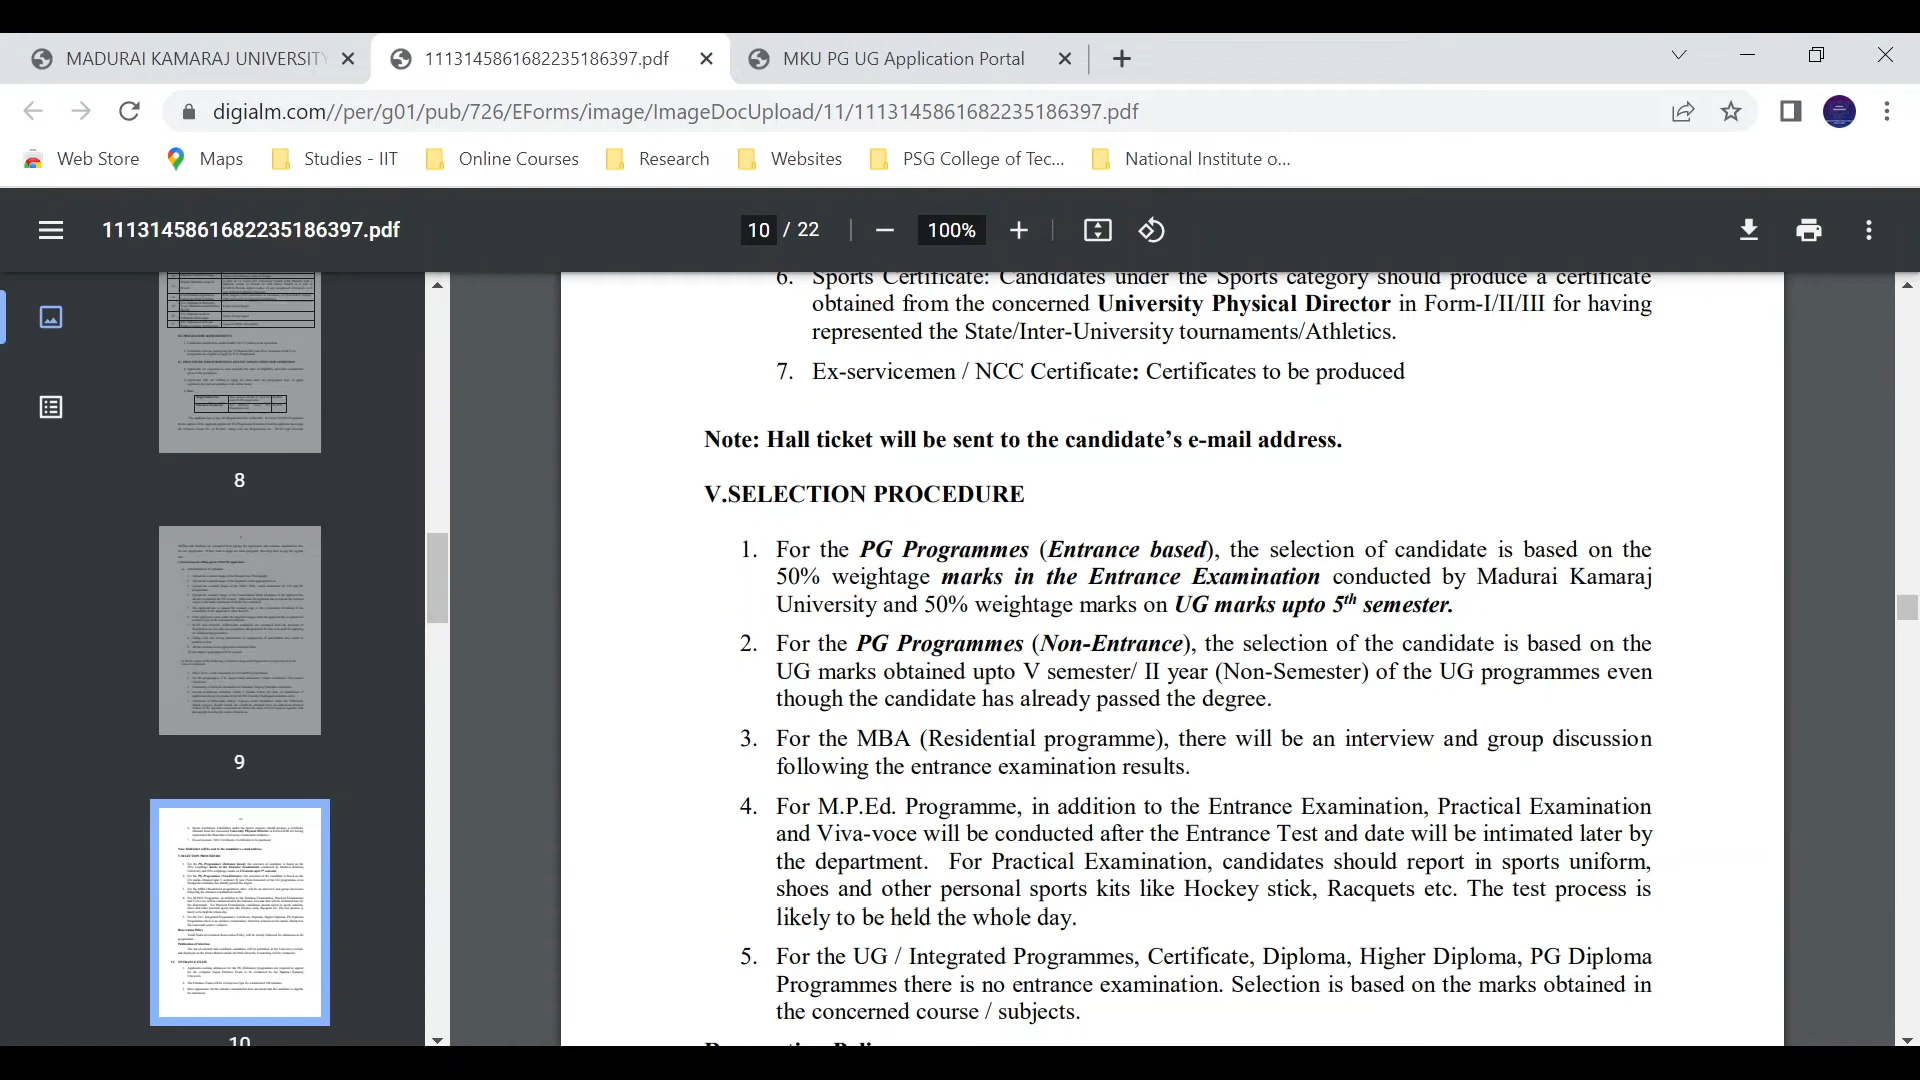 MADURAI KAMARAJ UNIVERSITY
1113145861682235186397.pdf
MKU PG UG Application Portal
digialm.com//per/g01/pub/726/EForms/image/ImageDocUpload/11/1113145861682235186397.pdf
Web Store
Maps
Studies - IIT
Online Courses
Research
Websites
PSG College of Tec...
National Institute o...
1113145861682235186397.pdf
10 / 22
100%
8
9
10
6. Sports Certificate: Candidates under the Sports category should produce a certificate
obtained from the concerned University Physical Director in Form-I/II/III for having
represented the State/Inter-University tournaments/Athletics.
7. Ex-servicemen / NCC Certificate: Certificates to be produced
Note: Hall ticket will be sent to the candidate’s e-mail address.
V.SELECTION PROCEDURE
1. For the PG Programmes (Entrance based), the selection of candidate is based on the
50% weightage marks in the Entrance Examination conducted by Madurai Kamaraj
University and 50% weightage marks on UG marks upto 5th semester.
2. For the PG Programmes (Non-Entrance), the selection of the candidate is based on the
UG marks obtained upto V semester/ II year (Non-Semester) of the UG programmes even
though the candidate has already passed the degree.
3. For the MBA (Residential programme), there will be an interview and group discussion
following the entrance examination results.
4. For M.P.Ed. Programme, in addition to the Entrance Examination, Practical Examination
and Viva-voce will be conducted after the Entrance Test and date will be intimated later by
the department. For Practical Examination, candidates should report in sports uniform,
shoes and other personal sports kits like Hockey stick, Racquets etc. The test process is
likely to be held the whole day.
5. For the UG / Integrated Programmes, Certificate, Diploma, Higher Diploma, PG Diploma
Programmes there is no entrance examination. Selection is based on the marks obtained in
the concerned course / subjects.